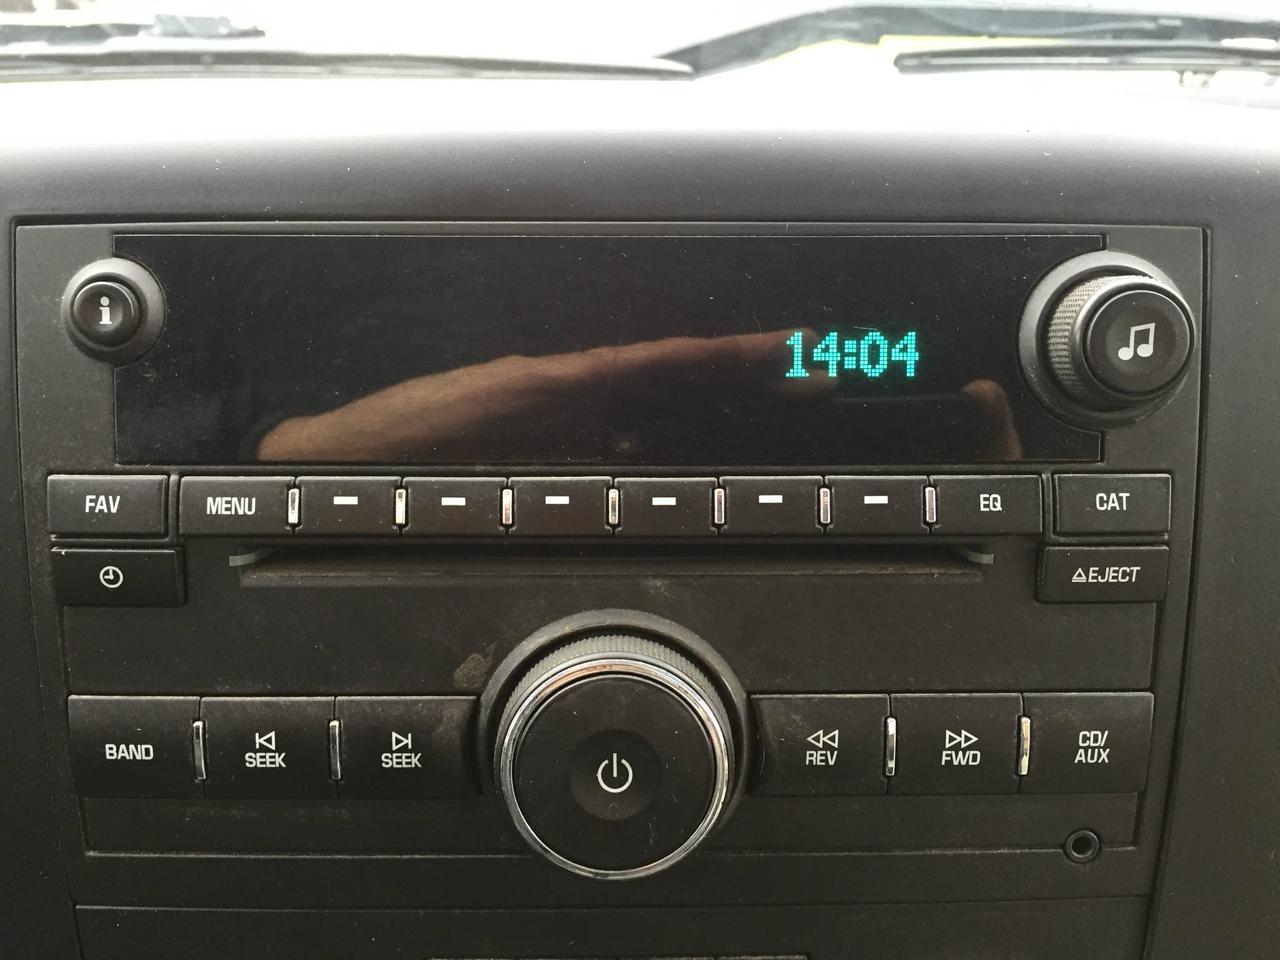 i
14:04
FAV
MENU
EQ
CAT
EJECT
BAND
SEEK
SEEK
REV
FWD
CD/
AUX